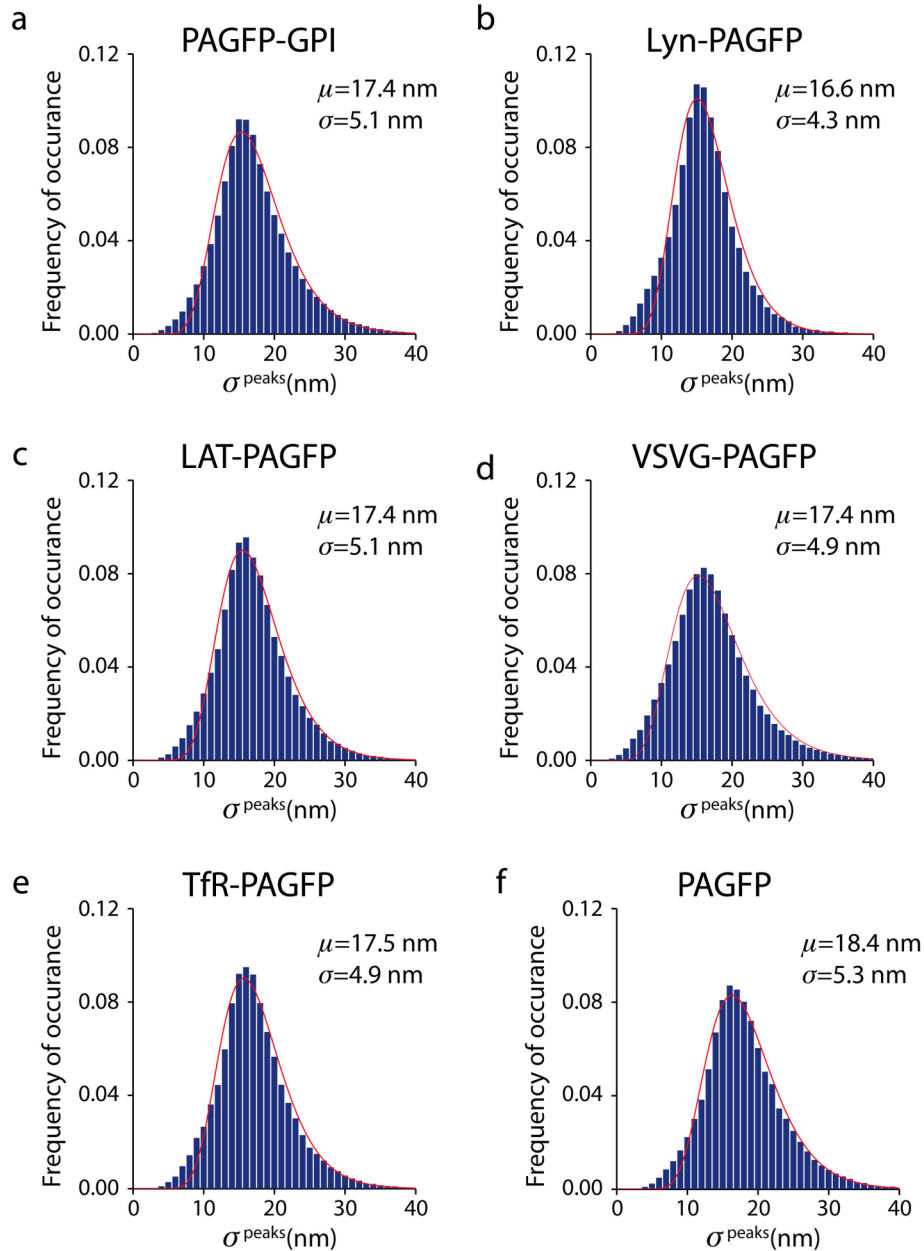 a
PAGFP-GPI
0.12
0.08
0.04
0.00
Frequency of occurance
μ=17.4 nm
σ=5.1 nm
0 10 20 30 40
σ peaks(nm)
b
Lyn-PAGFP
0.12
0.08
0.04
0.00
Frequency of occurance
μ=16.6 nm
σ=4.3 nm
0 10 20 30 40
σ peaks(nm)
c
LAT-PAGFP
0.12
0.08
0.04
0.00
Frequency of occurance
μ=17.4 nm
σ=5.1 nm
0 10 20 30 40
σ peaks(nm)
d
VSVG-PAGFP
0.12
0.08
0.04
0.00
Frequency of occurance
μ=17.4 nm
σ=4.9 nm
0 10 20 30 40
σ peaks(nm)
e
TfR-PAGFP
0.12
0.08
0.04
0.00
Frequency of occurance
μ=17.5 nm
σ=4.9 nm
0 10 20 30 40
σ peaks(nm)
f
PAGFP
0.12
0.08
0.04
0.00
Frequency of occurance
μ=18.4 nm
σ=5.3 nm
0 10 20 30 40
σ peaks(nm)